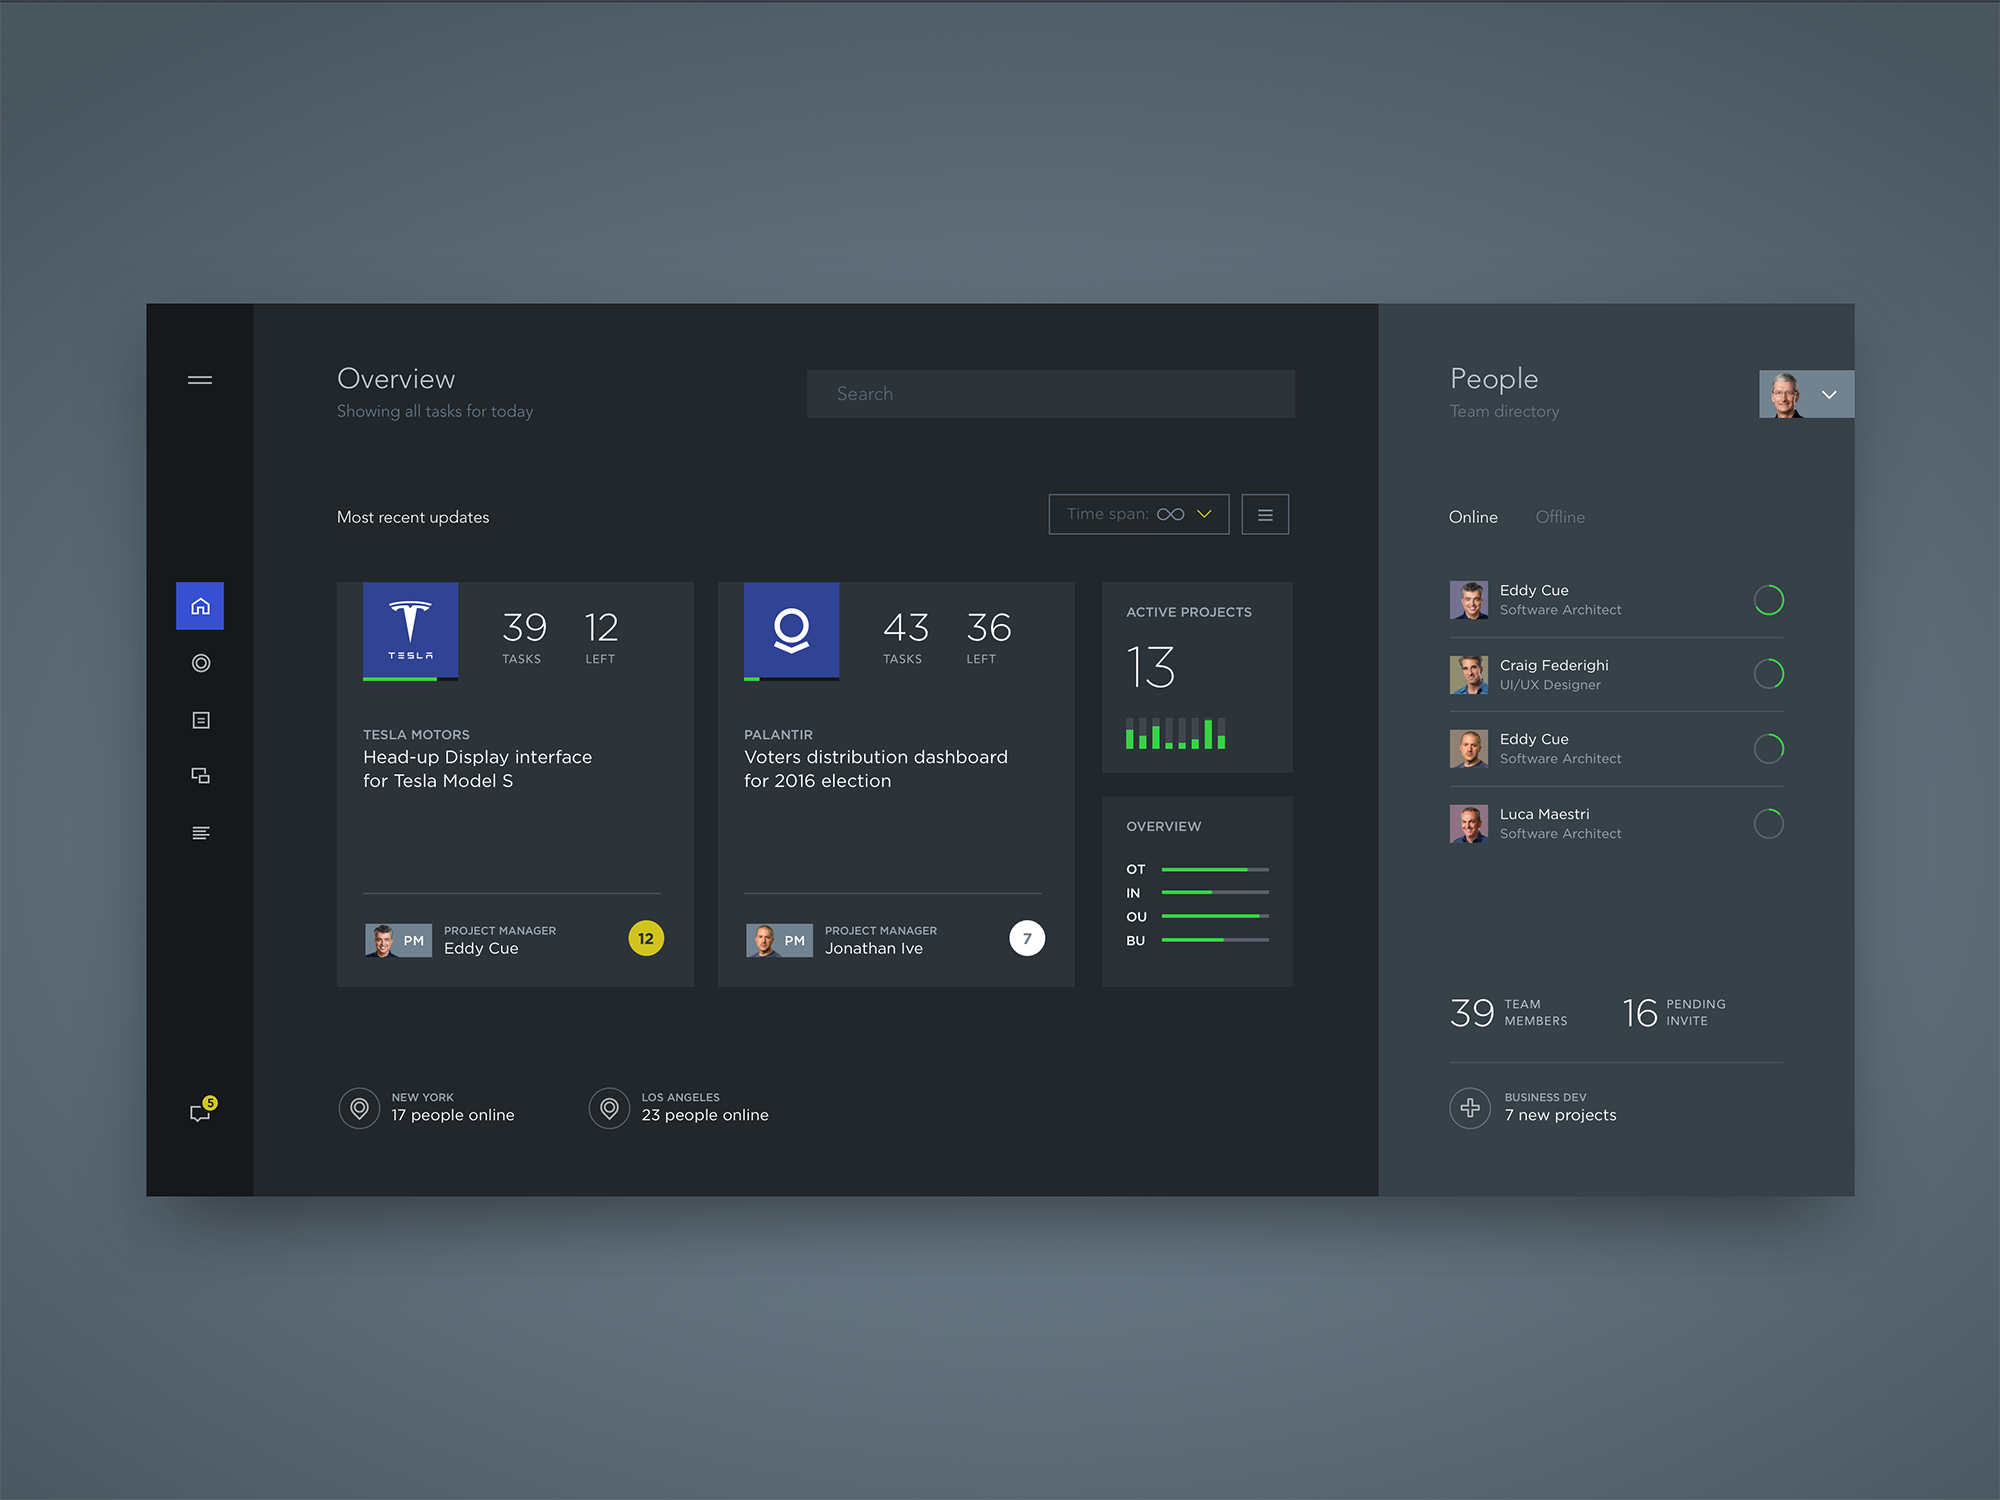 Overview
Showing all tasks for today
Search
Most recent updates
Time span:
TESLA
39
TASKS
12
LEFT
TESLA MOTORS
Head-up Display interface
for Tesla Model S
PM
PROJECT MANAGER
Eddy Cue
12
43
TASKS
36
LEFT
PALANTIR
Voters distribution dashboard
for 2016 election
PM
PROJECT MANAGER
Jonathan Ive
7
ACTIVE PROJECTS
13
OVERVIEW
OT
IN
OU
BU
5
NEW YORK
17 people online
LOS ANGELES
23 people online
People
Team directory
Online
Offline
Eddy Cue
Software Architect
Craig Federighi
UI/UX Designer
Eddy Cue
Software Architect
Luca Maestri
Software Architect
39
TEAM
MEMBERS
16
PENDING
INVITE
BUSINESS DEV
7 new projects